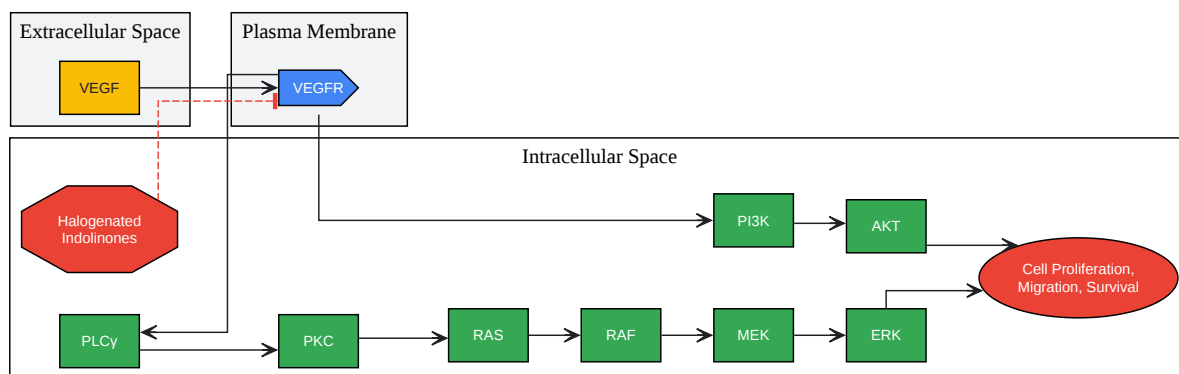 Extracellular Space
Plasma Membrane
VEGF
VEGFR
Intracellular Space
Halogenated
Indolinones
PI3K
AKT
Cell Proliferation,
Migration, Survival
PLCγ
PKC
RAS
RAF
MEK
ERK